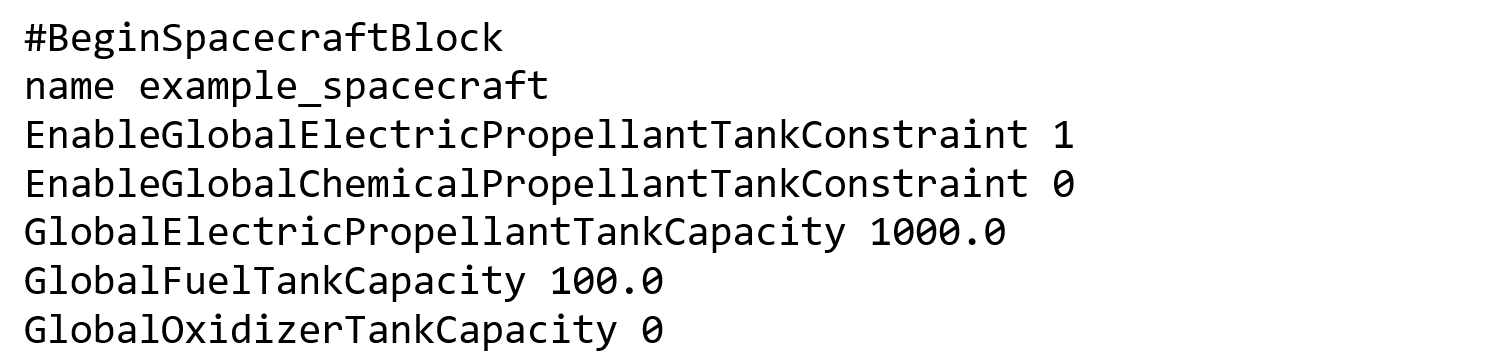 #BeginSpacecraftBlock
name example_spacecraft
EnableGlobalElectricPropellantTankConstraint 1
EnableGlobalChemicalPropellantTankConstraint 0
GlobalElectricPropellantTankCapacity 1000.0
GlobalFuelTankCapacity 100.0
GlobalOxidizerTankCapacity 0